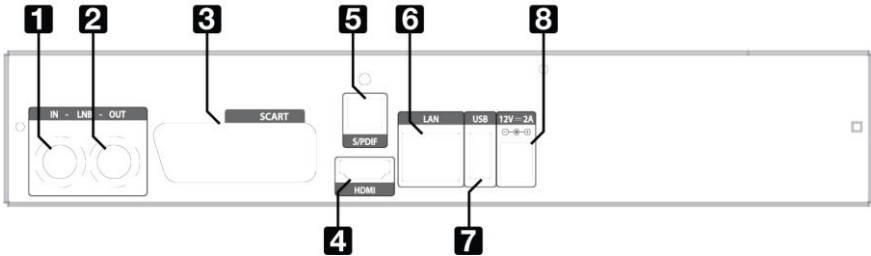 1 2 3 5 6 8
IN - LNB - OUT
SCART
S/PDIF
LAN
USB
12V⎓2A
HDMI
4 7